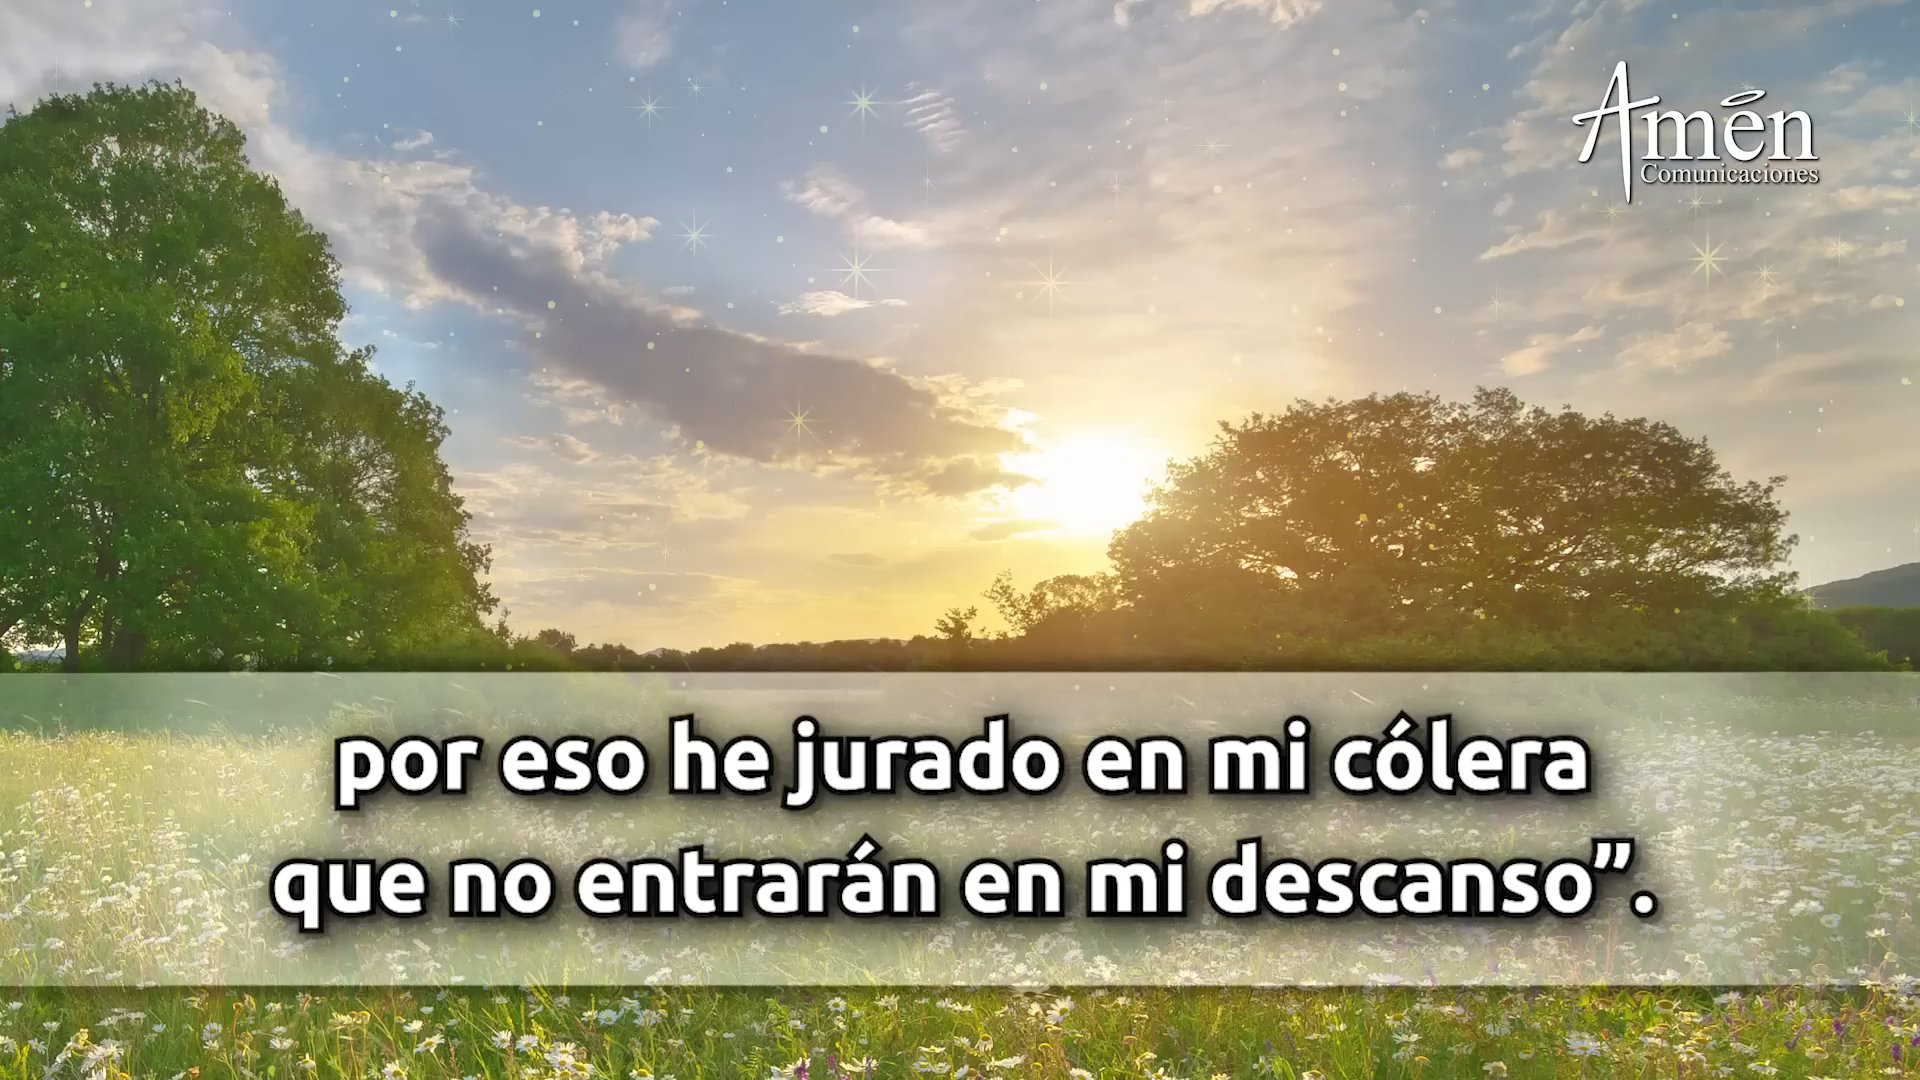 Amén
Comunicaciones
por eso he jurado en mi cólera
que no entrarán en mi descanso”.